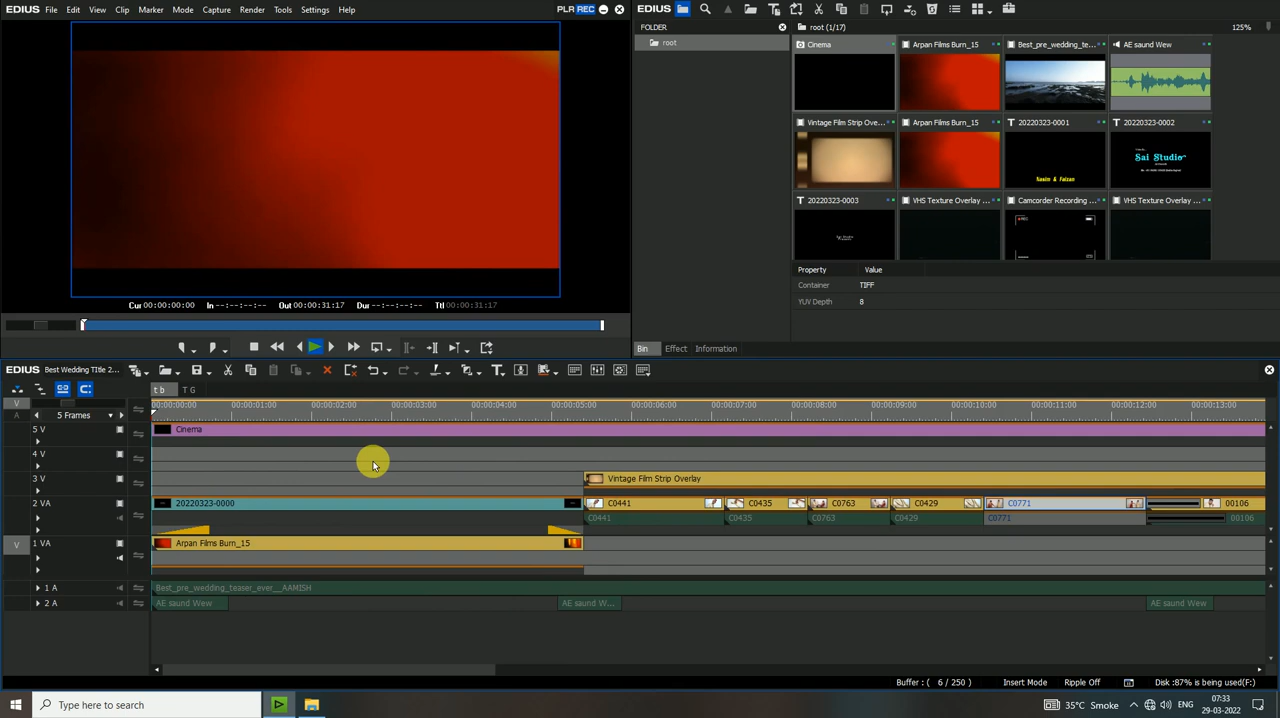 EDIUS File Edit View Clip Marker Mode Capture Render Tools Settings Help PLR REC
Cur 00:00:00:00 In --:--:--:-- Out 00:00:31:17 Dur --:--:--:-- Ttl 00:00:31:17
EDIUS
FOLDER
root
root (1/17)
125%
Cinema
Arpan Films Burn_15
Best_pre_wedding_te...
AE saund Wew
Vintage Film Strip Ove...
Arpan Films Burn_15
20220323-0001
20220323-0002
Nasim & Faizan
Sai Studio
20220323-0003
VHS Texture Overlay ...
Camcorder Recording ...
VHS Texture Overlay ...
REC
Property Value
Container TIFF
YUV Depth 8
Bin Effect Information
EDIUS Best Wedding TItle 2...
t b T G
V
A 5 Frames
00:00:00:00 00:00:01:00 00:00:02:00 00:00:03:00 00:00:04:00 00:00:05:00 00:00:06:00 00:00:07:00 00:00:08:00 00:00:09:00 00:00:10:00 00:00:11:00 00:00:12:00 00:00:13:00
5 V Cinema
4 V
3 V Vintage Film Strip Overlay
2 VA 20220323-0000 C0441 C0435 C0763 C0429 C0771 00106
C0441 C0435 C0763 C0429 C0771 00106
V 1 VA Arpan Films Burn_15
1 A Best_pre_wedding_teaser_ever__AAMISH
2 A AE saund Wew AE saund W... AE saund Wew
Buffer : ( 6 / 250 ) Insert Mode Ripple Off Disk :87% is being used(F:)
Type here to search
35°C Smoke
ENG
07:33
29-03-2022